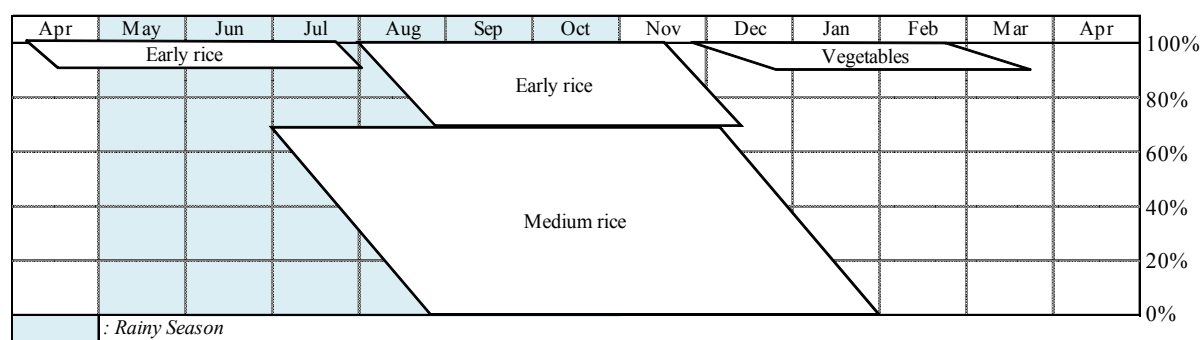 Apr May Jun Jul Aug Sep Oct Nov Dec Jan Feb Mar Apr
100%
Early rice
Vegetables
Early rice
80%
60%
Medium rice
40%
20%
0%
: Rainy Season